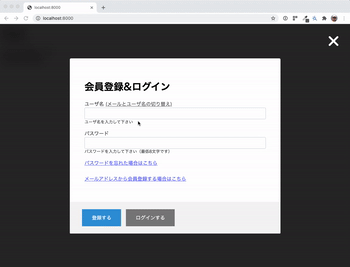 localhost:8000
localhost:8000
会員登録&ログイン
ユーザ名 (メールとユーザ名の切り替え)
ユーザ名を入力して下さい
パスワード
パスワードを入力して下さい (最低8文字です)
パスワードを忘れた場合はこちら
メールアドレスから会員登録する場合はこちら
登録する
ログインする